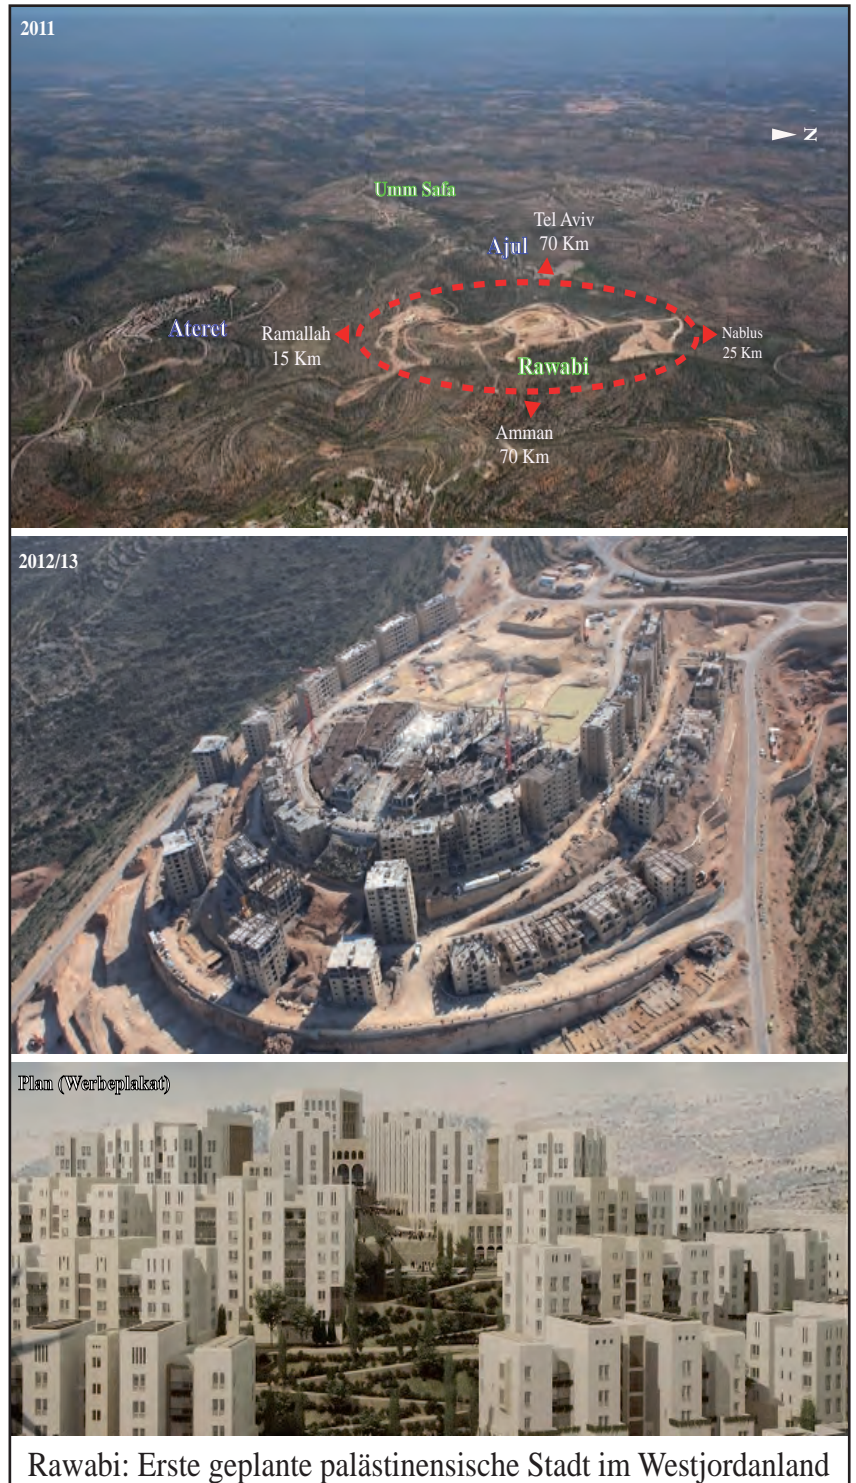 2011
N
Umm Safa
Tel Aviv
70 Km
Ajul
Ateret
Ramallah
15 Km
Nablus
25 Km
Rawabi
Amman
70 Km
2012/13
Plan (Werbeplakat)
Rawabi: Erste geplante palästinensische Stadt im Westjordanland